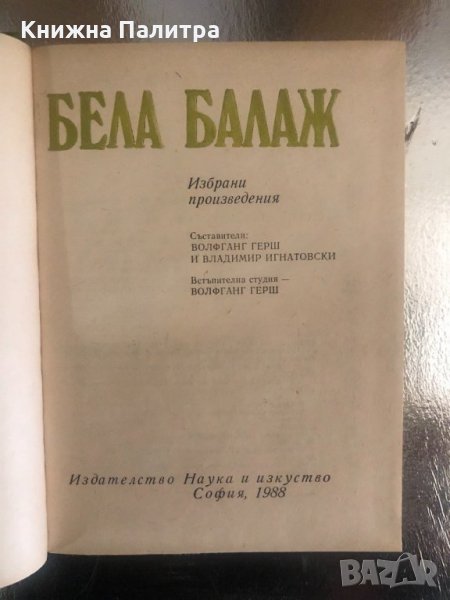 Книжна Палитра
БЕЛА БАЛАЖ
Избрани
произведения
Съставители:
ВОЛФГАНГ ГЕРШ
И ВЛАДИМИР ИГНАТОВСКИ
Встъпителна студия —
ВОЛФГАНГ ГЕРШ
Издателство Наука и изкуство
София, 1988
BAZAR